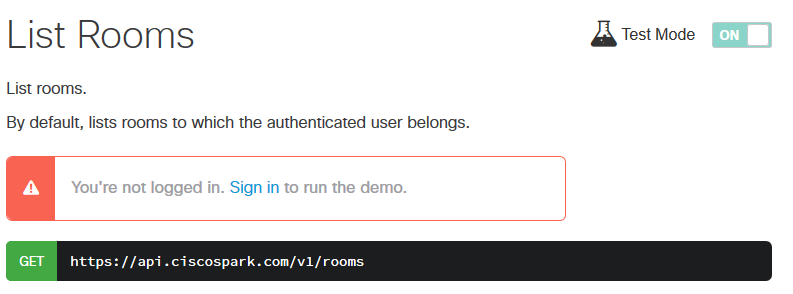 List Rooms
Test Mode
ON
List rooms.
By default, lists rooms to which the authenticated user belongs.
You're not logged in. Sign in to run the demo.
GET https://api.ciscospark.com/v1/rooms